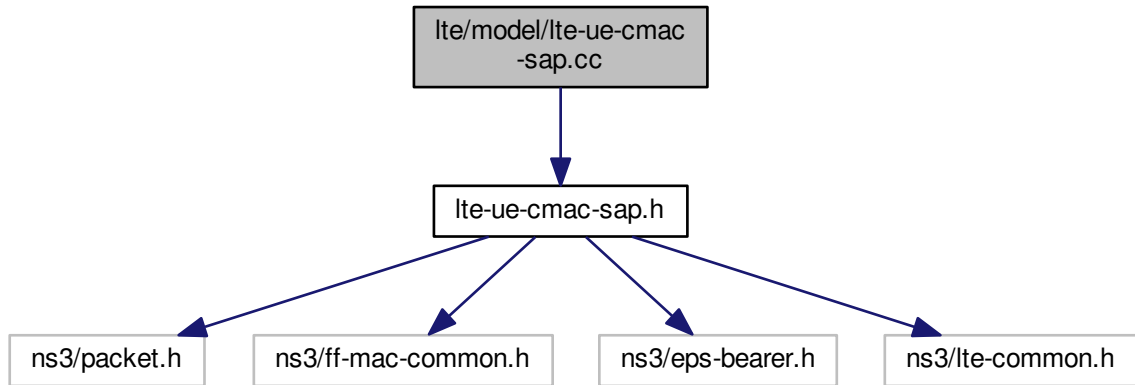 lte/model/lte-ue-cmac
-sap.cc
lte-ue-cmac-sap.h
ns3/packet.h
ns3/ff-mac-common.h
ns3/eps-bearer.h
ns3/lte-common.h